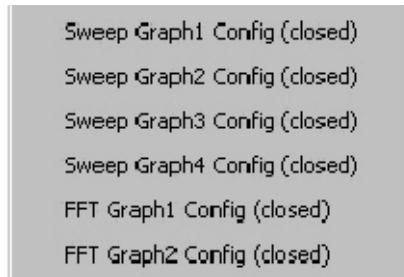 Sweep Graph1 Config (closed)
Sweep Graph2 Config (closed)
Sweep Graph3 Config (closed)
Sweep Graph4 Config (closed)
FFT Graph1 Config (closed)
FFT Graph2 Config (closed)